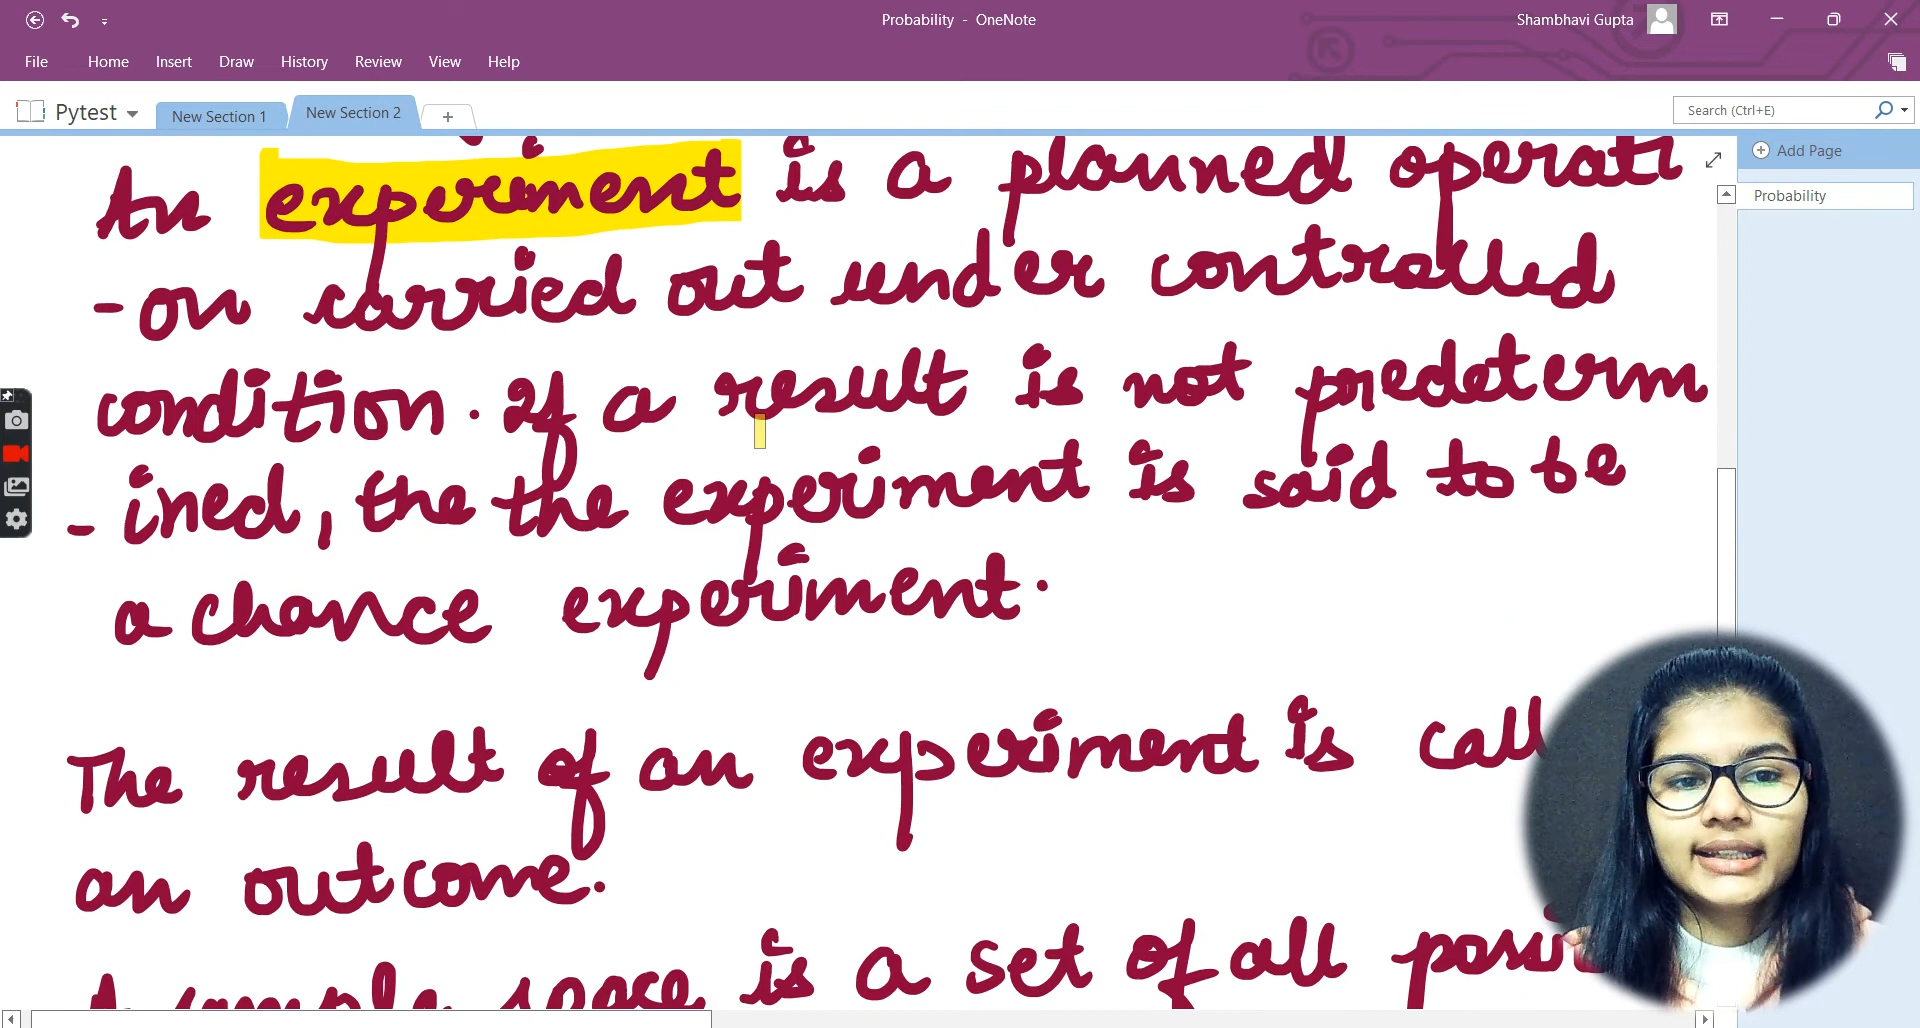 Probability - OneNote
Shambhavi Gupta
File Home Insert Draw History Review View Help
Pytest New Section 1 New Section 2 +
Search (Ctrl+E)
Add Page
Probability
An experiment is a planned operati
-on carried out under controlled
condition. If a result is not predeterm
-ined, the the experiment is said to be
a chance experiment.
The result of an experiment is call
an outcome.
A sample space is a set of all possi